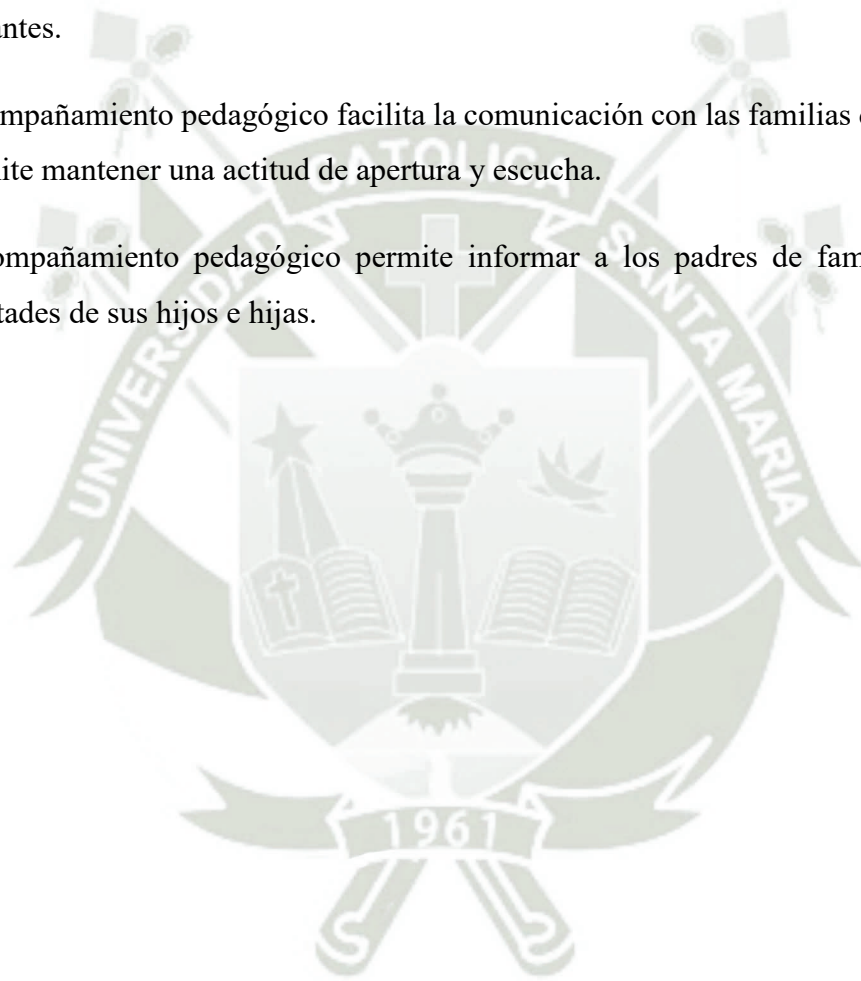 antes.
mpañamiento pedagógico facilita la comunicación con las familias
ite mantener una actitud de apertura y escucha.
ompañamiento pedagógico permite informar a los padres de fam
tades de sus hijos e hijas.
UNIVERSIDAD CATOLICA SANTA MARIA
1961